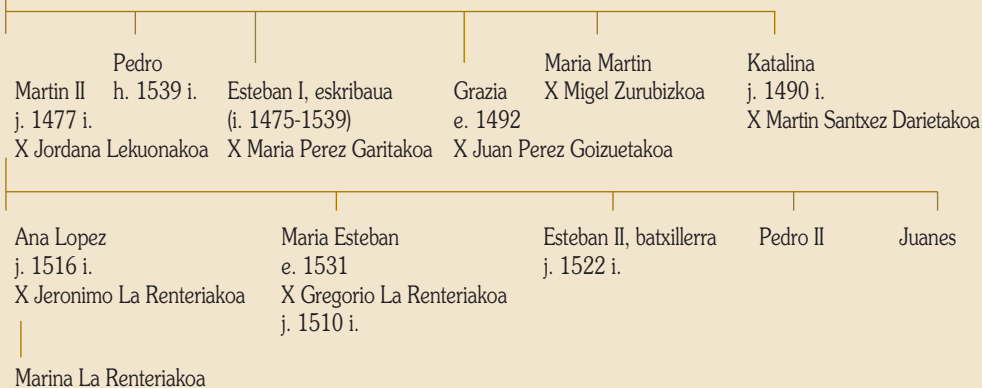 Pedro
h. 1539 i.
Martin II
j. 1477 i.
X Jordana Lekuonakoa
Esteban I, eskribaua
(i. 1475-1539)
X Maria Perez Garitakoa
Grazia
e. 1492
X Juan Perez Goizuetakoa
Maria Martin
X Migel Zurubizkoa
Katalina
j. 1490 i.
X Martin Santxez Darietakoa
Ana Lopez
j. 1516 i.
X Jeronimo La Renteriakoa
Maria Esteban
e. 1531
X Gregorio La Renteriakoa
j. 1510 i.
Esteban II, batxillerra
j. 1522 i.
Pedro II
Juanes
Marina La Renteriakoa